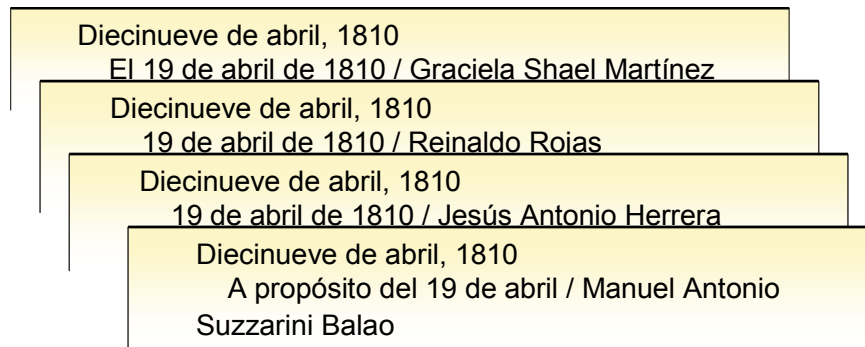 Diecinueve de abril, 1810
El 19 de abril de 1810 / Graciela Shael Martínez
Diecinueve de abril, 1810
19 de abril de 1810 / Reinaldo Rojas
Diecinueve de abril, 1810
19 de abril de 1810 / Jesús Antonio Herrera
Diecinueve de abril, 1810
A propósito del 19 de abril / Manuel Antonio
Suzzarini Balao